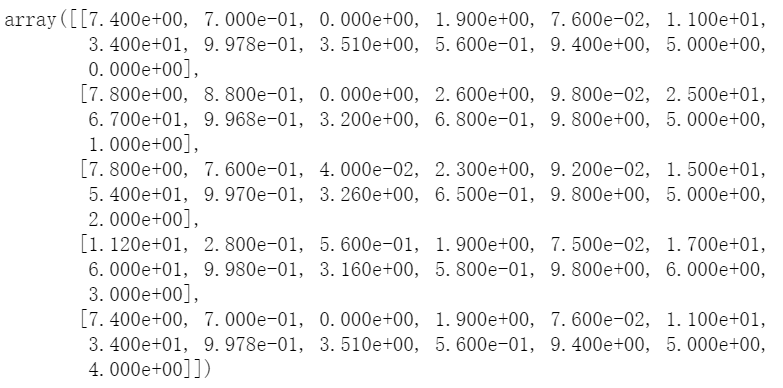 array([[7.400e+00, 7.000e-01, 0.000e+00, 1.900e+00, 7.600e-02, 1.100e+01,
3.400e+01, 9.978e-01, 3.510e+00, 5.600e-01, 9.400e+00, 5.000e+00,
0.000e+00],
[7.800e+00, 8.800e-01, 0.000e+00, 2.600e+00, 9.800e-02, 2.500e+01,
6.700e+01, 9.968e-01, 3.200e+00, 6.800e-01, 9.800e+00, 5.000e+00,
1.000e+00],
[7.800e+00, 7.600e-01, 4.000e-02, 2.300e+00, 9.200e-02, 1.500e+01,
5.400e+01, 9.970e-01, 3.260e+00, 6.500e-01, 9.800e+00, 5.000e+00,
2.000e+00],
[1.120e+01, 2.800e-01, 5.600e-01, 1.900e+00, 7.500e-02, 1.700e+01,
6.000e+01, 9.980e-01, 3.160e+00, 5.800e-01, 9.800e+00, 6.000e+00,
3.000e+00],
[7.400e+00, 7.000e-01, 0.000e+00, 1.900e+00, 7.600e-02, 1.100e+01,
3.400e+01, 9.978e-01, 3.510e+00, 5.600e-01, 9.400e+00, 5.000e+00,
4.000e+00]])